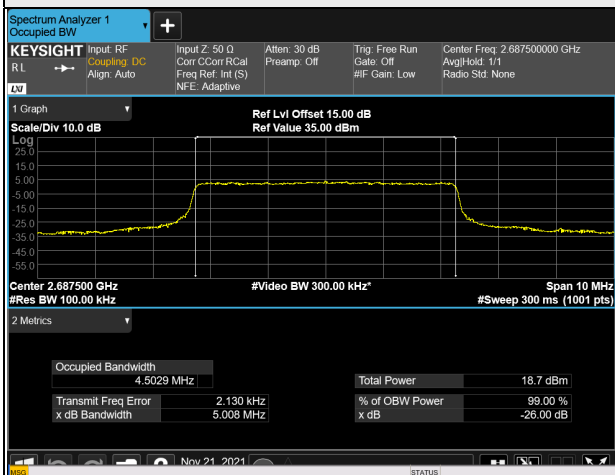 Spectrum Analyzer 1
Occupied BW
KEYSIGHT
R L
LXI
Input: RF
Coupling: DC
Align: Auto
Input Z: 50 Ω
Corr CCorr RCal
Freq Ref: Int (S)
NFE: Adaptive
Atten: 30 dB
Preamp: Off
Trig: Free Run
Gate: Off
#IF Gain: Low
Center Freq: 2.687500000 GHz
Avg|Hold: 1/1
Radio Std: None
1 Graph
Scale/Div 10.0 dB
Ref Lvl Offset 15.00 dB
Ref Value 35.00 dBm
Log
25.0
15.0
5.00
-5.00
-15.0
-25.0
-35.0
-45.0
-55.0
Center 2.687500 GHz
#Video BW 300.00 kHz*
Span 10 MHz
#Res BW 100.00 kHz
#Sweep 300 ms (1001 pts)
2 Metrics
Occupied Bandwidth
4.5029 MHz
Total Power 18.7 dBm
Transmit Freq Error 2.130 kHz
% of OBW Power 99.00 %
x dB Bandwidth 5.008 MHz
x dB -26.00 dB
Nov 21, 2021
MSG
STATUS